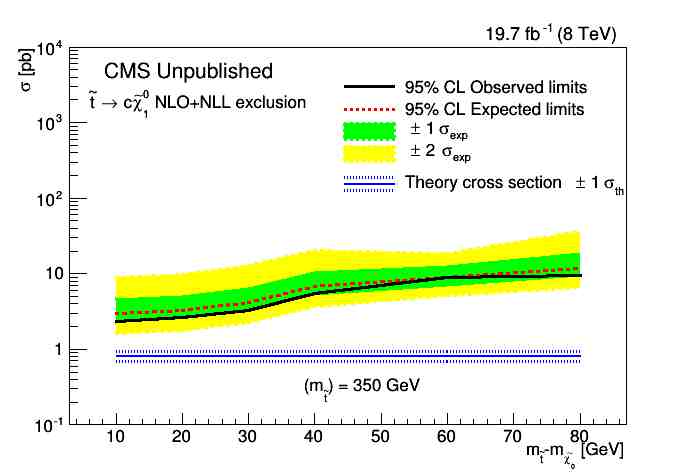 19.7 fb⁻¹ (8 TeV)
σ [pb]
CMS Unpublished
t̃ → cχ̃⁰₁ NLO+NLL exclusion
95% CL Observed limits
95% CL Expected limits
± 1 σexp
± 2 σexp
Theory cross section ± 1 σth
10⁴
10³
10²
10
1
10⁻¹
(mt̃) = 350 GeV
10 20 30 40 50 60 70 80
mt̃-mχ̃₀ [GeV]